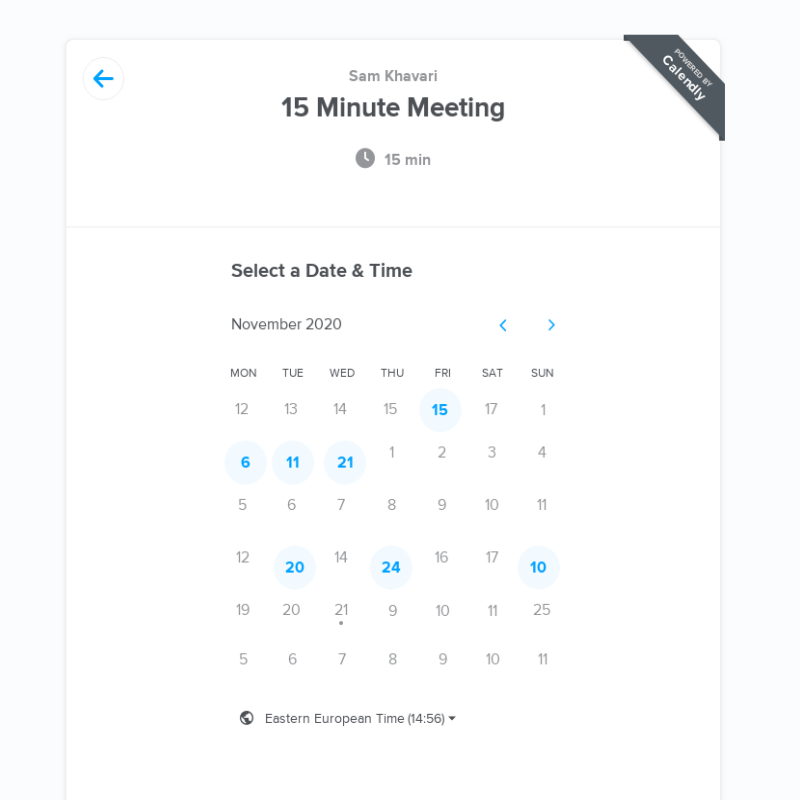 Sam Khavari
POWERED BY
Calendly
15 Minute Meeting
15 min
Select a Date & Time
November 2020
MON TUE WED THU FRI SAT SUN
12 13 14 15 15 17 1
6 11 21 1 2 3 4
5 6 7 8 9 10 11
12 20 14 24 16 17 10
19 20 21 9 10 11 25
5 6 7 8 9 10 11
Eastern European Time (14:56)